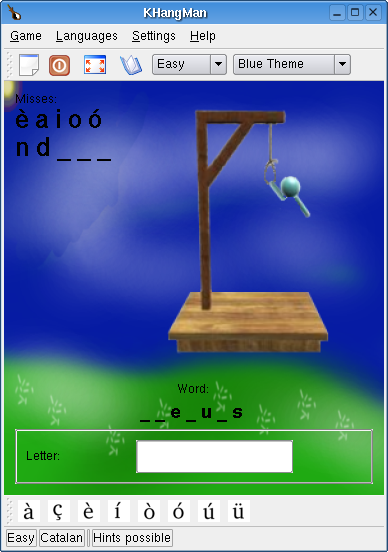 KHangMan
Game Languages Settings Help
Easy Blue Theme
Misses:
è a i o ó
n d _ _ _
Word:
_ _ e _ u _ s
Letter:
à ç è í ò ó ú ü
Easy Catalan Hints possible